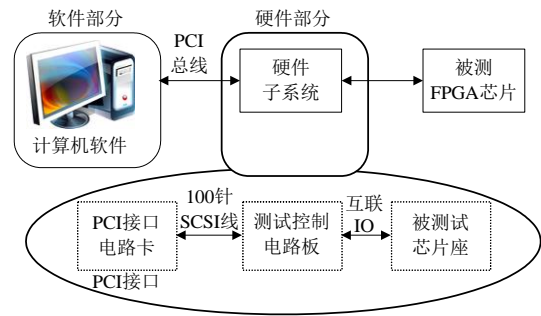 软件部分
硬件部分
PCI
总线
硬件
子系统
被测
FPGA芯片
计算机软件
100针
SCSI线
互联
IO
PCI接口
电路卡
测试控制
电路板
被测试
芯片座
PCI接口